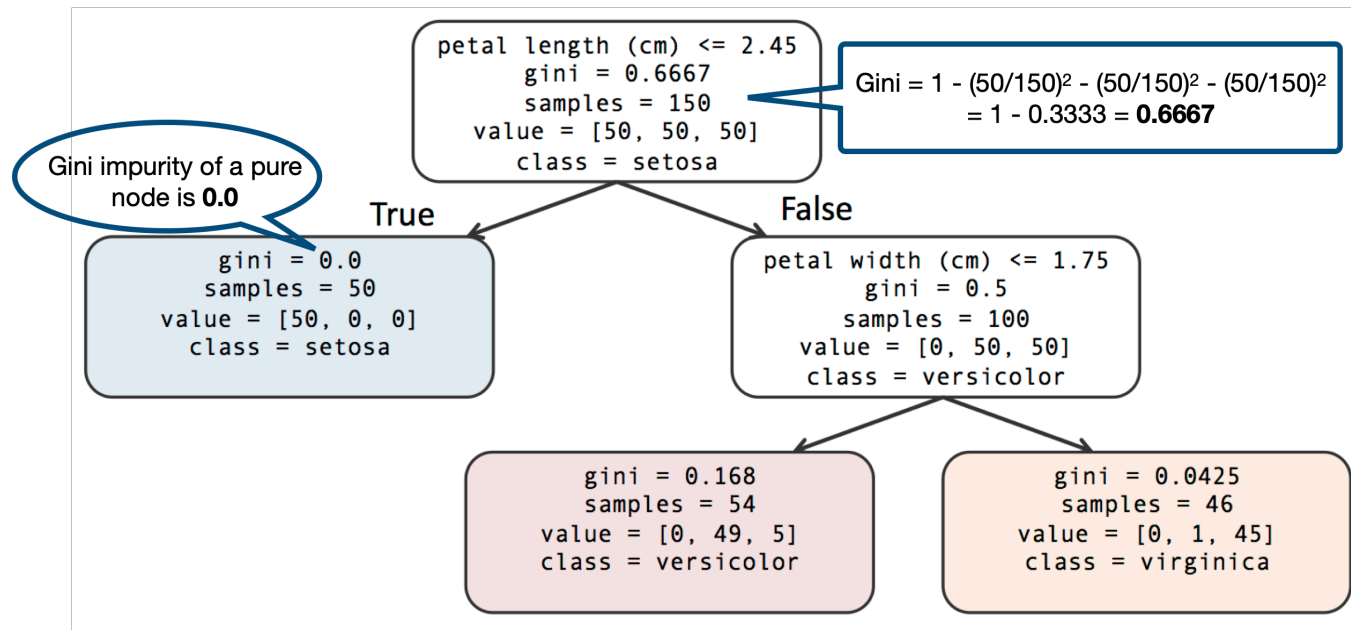 petal length (cm) <= 2.45
gini = 0.6667
samples = 150
value = [50, 50, 50]
class = setosa
Gini = 1 - (50/150)² - (50/150)² - (50/150)²
= 1 - 0.3333 = 0.6667
Gini impurity of a pure
node is 0.0
True
False
gini = 0.0
samples = 50
value = [50, 0, 0]
class = setosa
petal width (cm) <= 1.75
gini = 0.5
samples = 100
value = [0, 50, 50]
class = versicolor
gini = 0.168
samples = 54
value = [0, 49, 5]
class = versicolor
gini = 0.0425
samples = 46
value = [0, 1, 45]
class = virginica